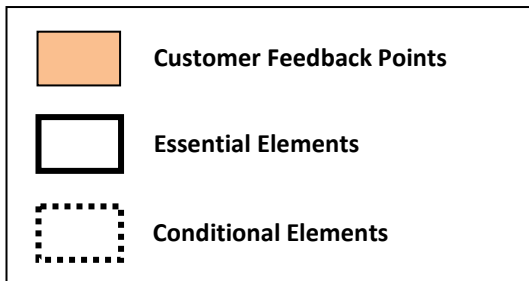 Customer Feedback Points
Essential Elements
Conditional Elements